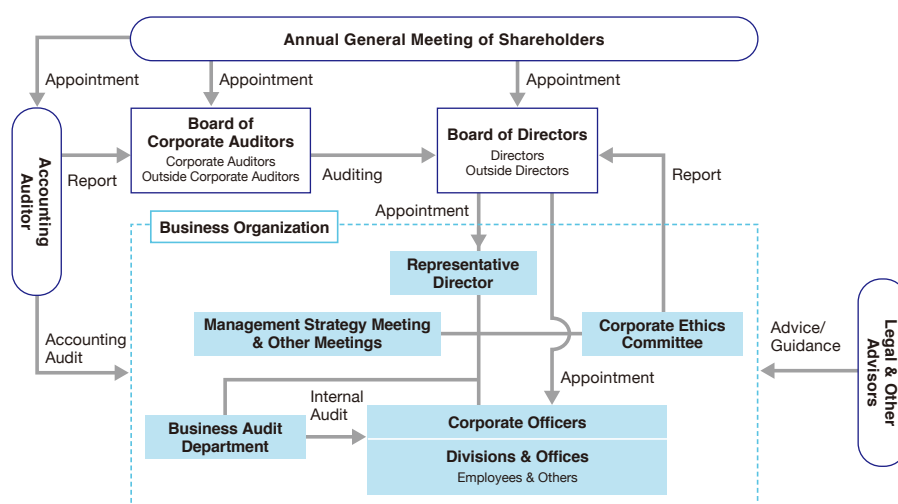 Annual General Meeting of Shareholders
Appointment
Appointment
Appointment
Accounting
Auditor
Board of
Corporate Auditors
Corporate Auditors
Outside Corporate Auditors
Board of Directors
Directors
Outside Directors
Report
Auditing
Report
Appointment
Business Organization
Representative
Director
Accounting
Audit
Management Strategy Meeting
& Other Meetings
Corporate Ethics
Committee
Advice/
Guidance
Legal & Other
Advisors
Appointment
Internal
Audit
Business Audit
Department
Corporate Officers
Divisions & Offices
Employees & Others